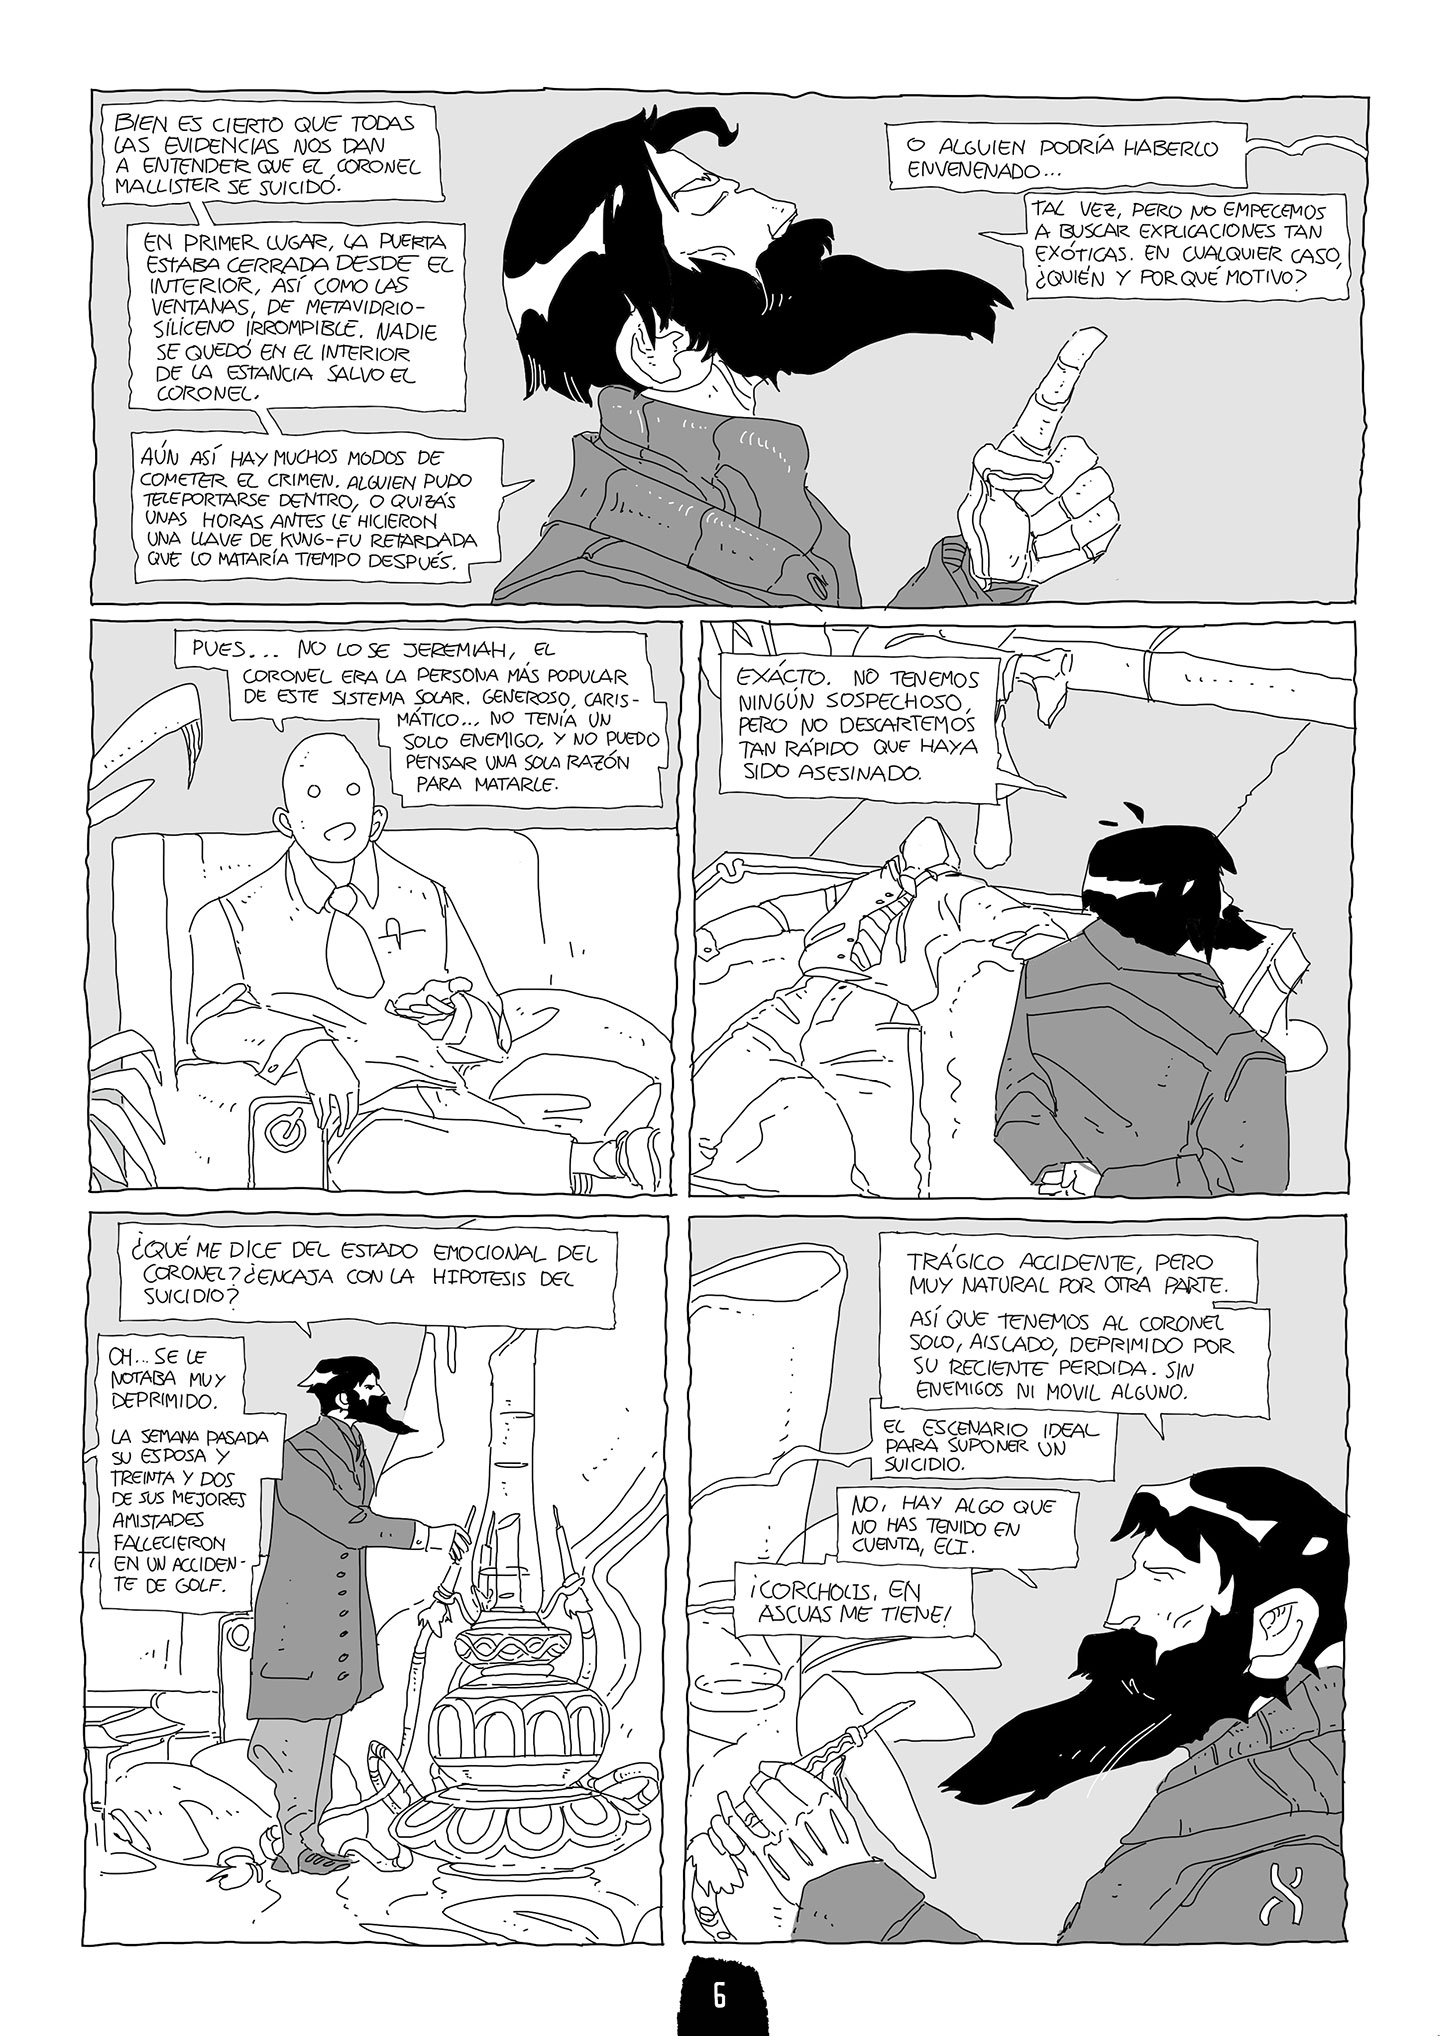 BIEN ES CIERTO QUE TODAS
LAS EVIDENCIAS NOS DAN
A ENTENDER QUE EL CORONEL
MALLISTER SE SUICIDÓ.
EN PRIMER LUGAR, LA PUERTA
ESTABA CERRADA DESDE EL
INTERIOR, ASÍ COMO LAS
VENTANAS, DE METAVIDRIO-
SILICENO IRROMPIBLE. NADIE
SE QUEDÓ EN EL INTERIOR
DE LA ESTANCIA SALVO EL
CORONEL.
AÚN ASÍ HAY MUCHOS MODOS DE
COMETER EL CRIMEN. ALGUIEN PUDO
TELEPORTARSE DENTRO, O QUIZÁS
UNAS HORAS ANTES LE HICIERON
UNA LLAVE DE KUNG-FU RETARDADA
QUE LO MATARÍA TIEMPO DESPUÉS.
O ALGUIEN PODRÍA HABERLO
ENVENENADO...
TAL VEZ, PERO NO EMPECEMOS
A BUSCAR EXPLICACIONES TAN
EXÓTICAS. EN CUALQUIER CASO,
¿QUIÉN Y POR QUÉ MOTIVO?
PUES... NO LO SE JEREMIAH, EL
CORONEL ERA LA PERSONA MÁS POPULAR
DE ESTE SISTEMA SOLAR. GENEROSO, CARIS-
MÁTICO... NO TENÍA UN
SOLO ENEMIGO, Y NO PUEDO
PENSAR UNA SOLA RAZÓN
PARA MATARLE.
EXÁCTO. NO TENEMOS
NINGÚN SOSPECHOSO,
PERO NO DESCARTEMOS
TAN RÁPIDO QUE HAYA
SIDO ASESINADO.
¿QUÉ ME DICE DEL ESTADO EMOCIONAL DEL
CORONEL? ¿ENCAJA CON LA HIPOTESIS DEL
SUICIDIO?
OH... SE LE
NOTABA MUY
DEPRIMIDO.
LA SEMANA PASADA
SU ESPOSA Y
TREINTA Y DOS
DE SUS MEJORES
AMISTADES
FALLECIERON
EN UN ACCIDEN-
TE DE GOLF.
TRÁGICO ACCIDENTE, PERO
MUY NATURAL POR OTRA PARTE.
ASÍ QUE TENEMOS AL CORONEL
SOLO, AISLADO, DEPRIMIDO POR
SU RECIENTE PERDIDA. SIN
ENEMIGOS NI MOVIL ALGUNO.
EL ESCENARIO IDEAL
PARA SUPONER UN
SUICIDIO.
NO, HAY ALGO QUE
NO HAS TENIDO EN
CUENTA, ELI.
¡CORCHOLIS, EN
ASCUAS ME TIENE!
6